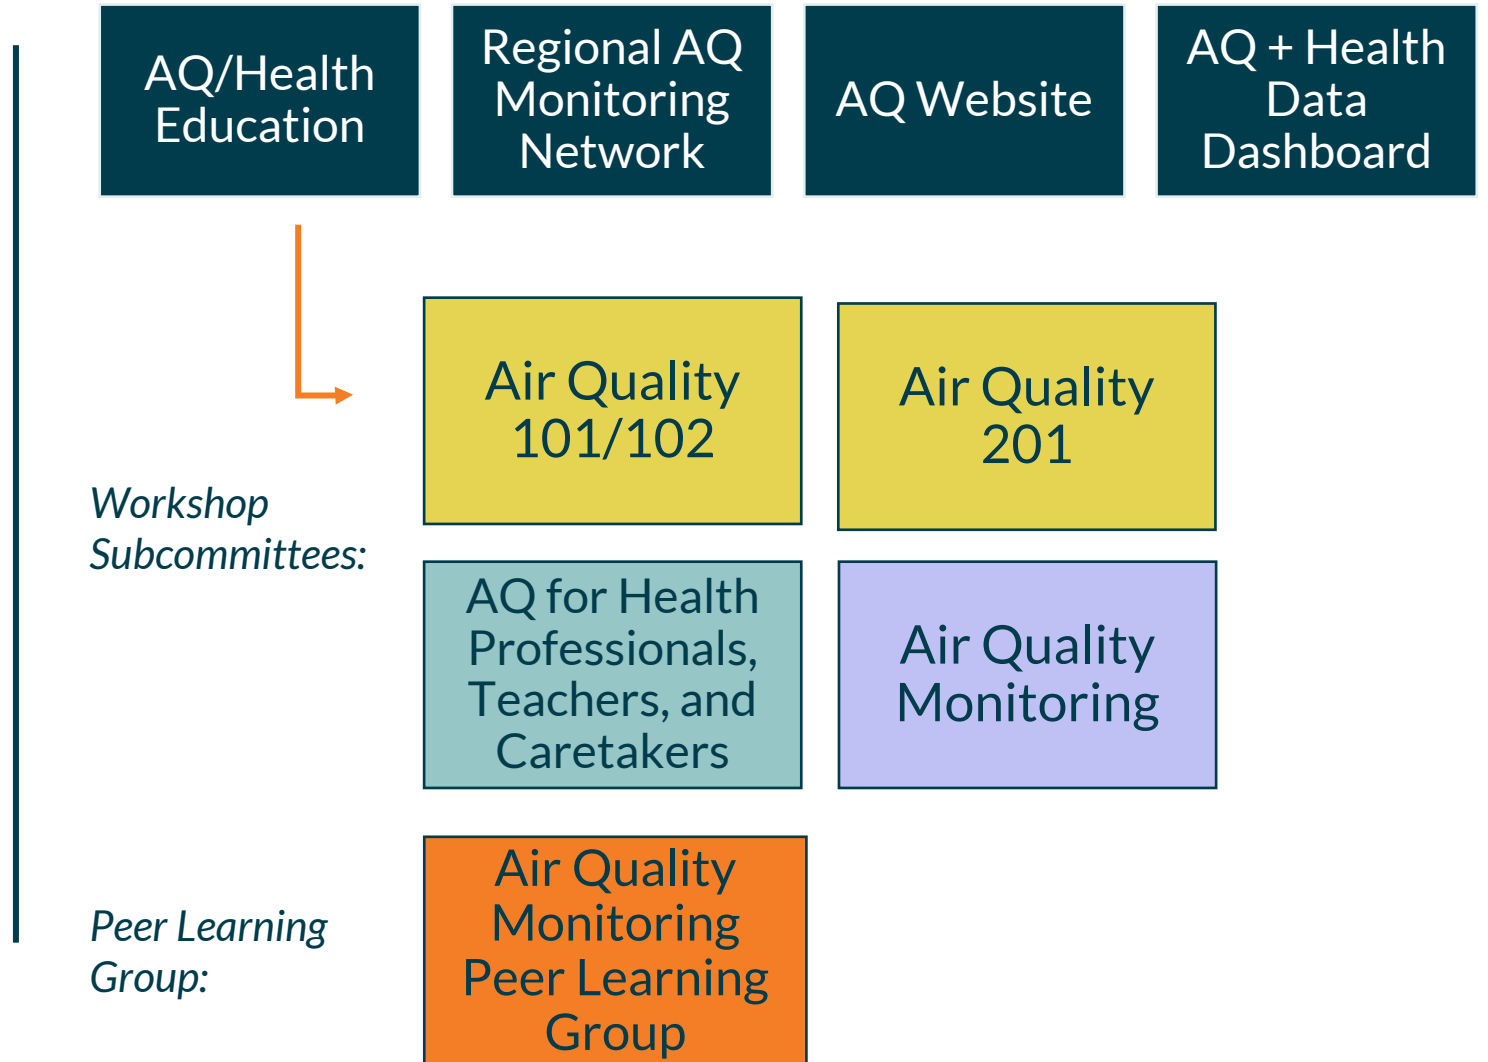 AQ/Health
Education
Regional AQ
Monitoring
Network
AQ Website
AQ + Health
Data
Dashboard
Workshop
Subcommittees:
Air Quality
101/102
Air Quality
201
AQ for Health
Professionals,
Teachers, and
Caretakers
Air Quality
Monitoring
Peer Learning
Group:
Air Quality
Monitoring
Peer Learning
Group